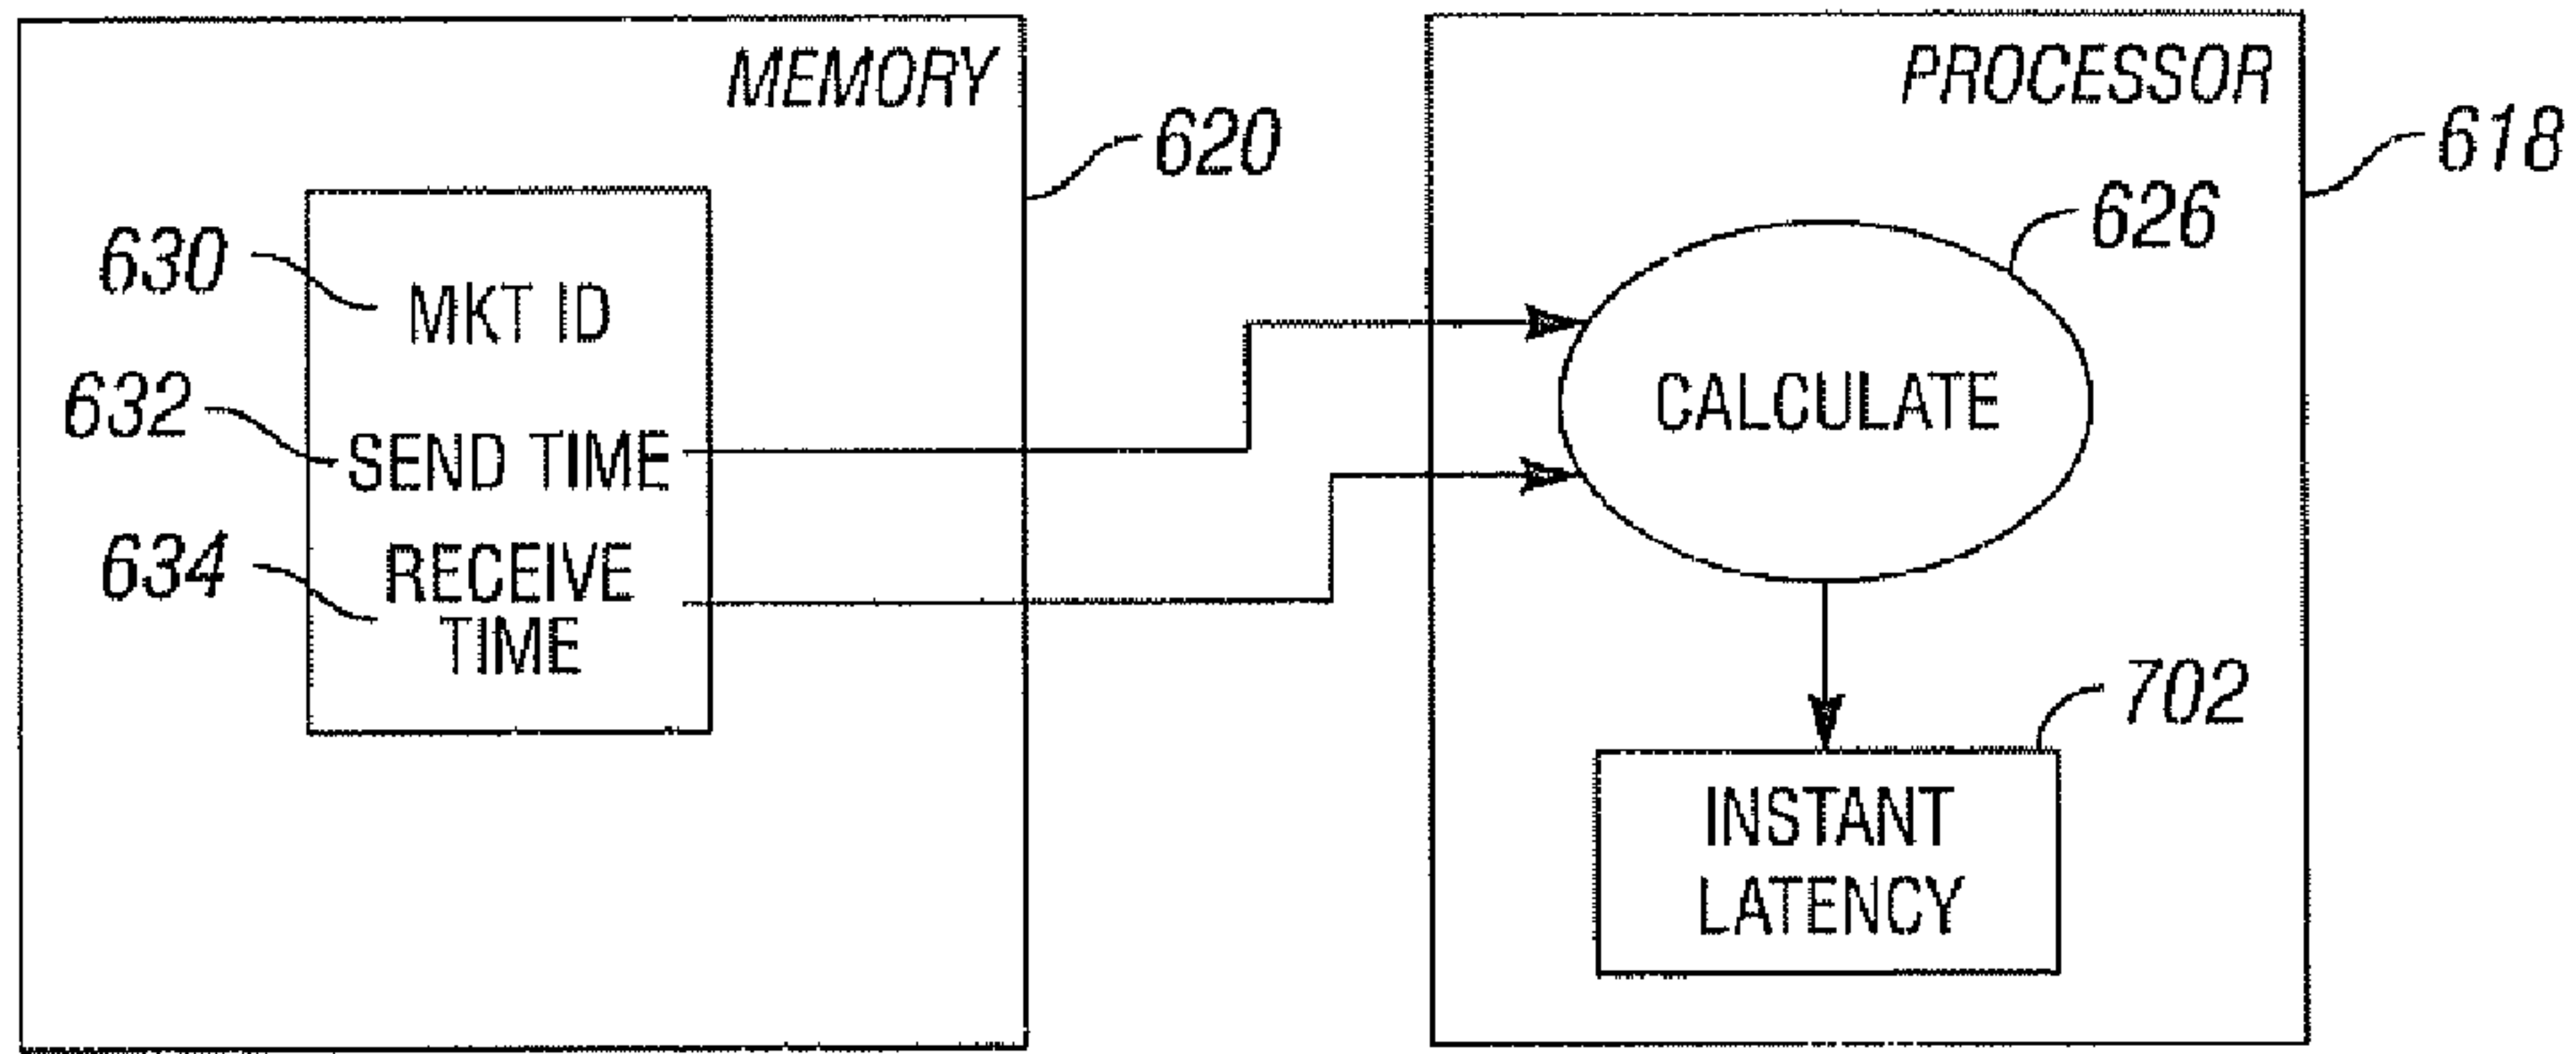 MEMORY
620
630
MKT ID
632
SEND TIME
634
RECEIVE
TIME
PROCESSOR
618
626
CALCULATE
702
INSTANT
LATENCY